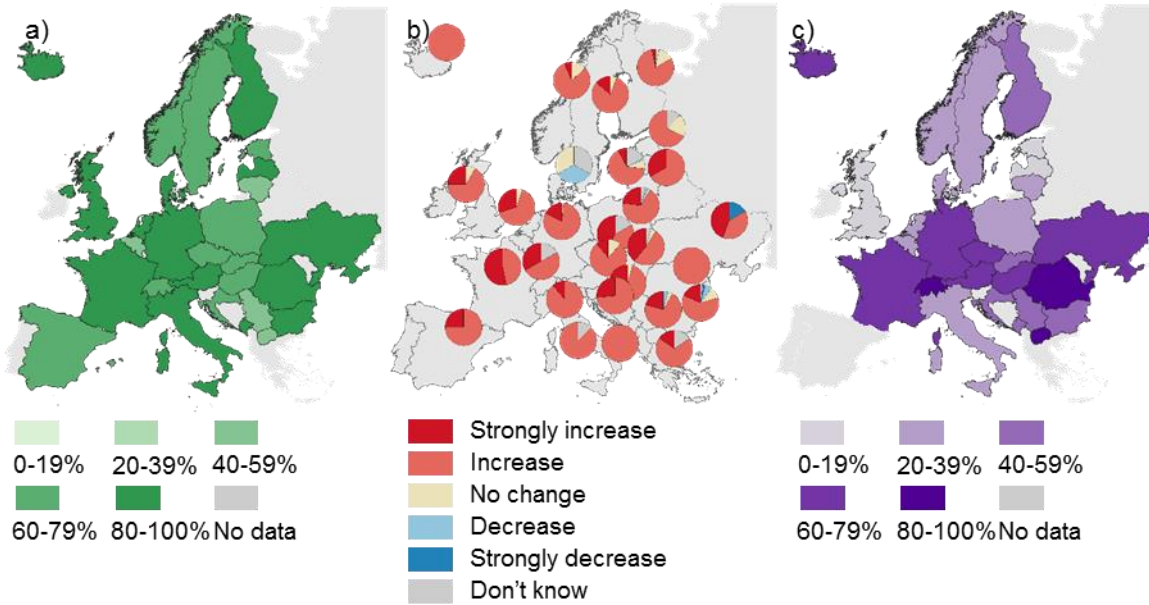 a)
b)
c)
0-19%
20-39%
40-59%
60-79%
80-100%
No data
Strongly increase
Increase
No change
Decrease
Strongly decrease
Don't know
0-19%
20-39%
40-59%
60-79%
80-100%
No data